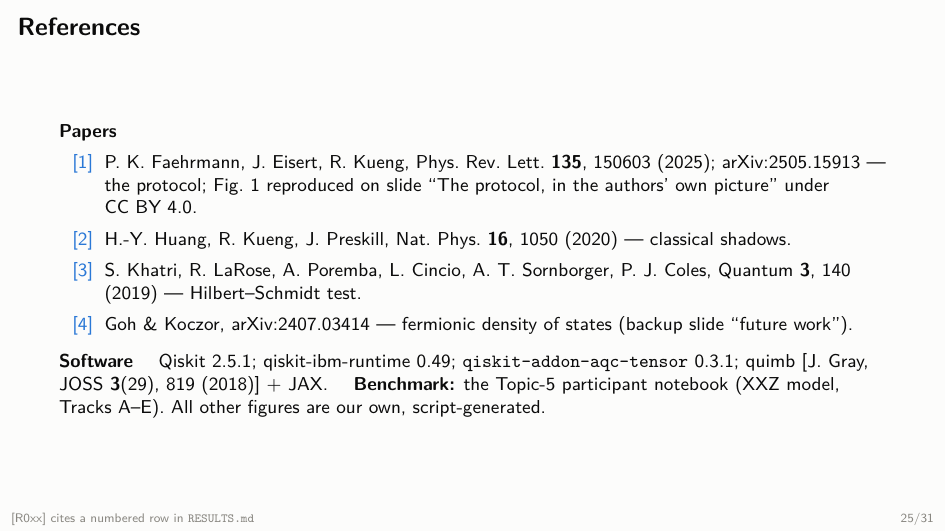 References
Papers
[1] P. K. Faehrmann, J. Eisert, R. Kueng, Phys. Rev. Lett. 135, 150603 (2025); arXiv:2505.15913 —
the protocol; Fig. 1 reproduced on slide “The protocol, in the authors’ own picture” under
CC BY 4.0.
[2] H.-Y. Huang, R. Kueng, J. Preskill, Nat. Phys. 16, 1050 (2020) — classical shadows.
[3] S. Khatri, R. LaRose, A. Poremba, L. Cincio, A. T. Sornborger, P. J. Coles, Quantum 3, 140
(2019) — Hilbert–Schmidt test.
[4] Goh & Koczor, arXiv:2407.03414 — fermionic density of states (backup slide “future work”).
Software Qiskit 2.5.1; qiskit-ibm-runtime 0.49; qiskit-addon-aqc-tensor 0.3.1; quimb [J. Gray,
JOSS 3(29), 819 (2018)] + JAX. Benchmark: the Topic-5 participant notebook (XXZ model,
Tracks A–E). All other figures are our own, script-generated.
[R0xx] cites a numbered row in RESULTS.md
25/31